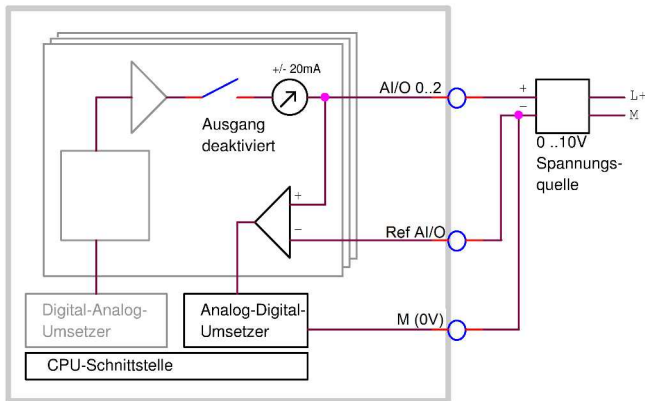 +/- 20mA
AI/O 0..2
+
−
L+
M
Ausgang
deaktiviert
0 ..10V
Spannungs-
quelle
+
−
Ref AI/O
Digital-Analog-
Umsetzer
Analog-Digital-
Umsetzer
M (0V)
CPU-Schnittstelle